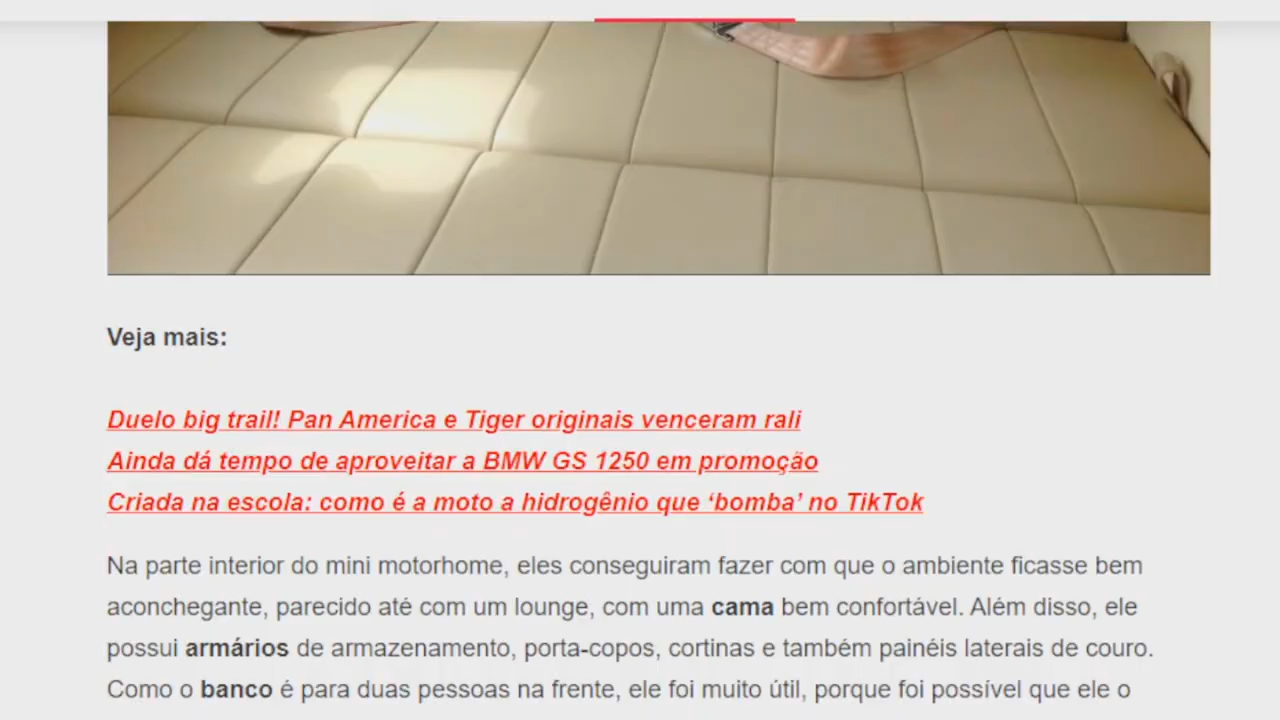 Veja mais:
Duelo big trail! Pan America e Tiger originais venceram rali
Ainda dá tempo de aproveitar a BMW GS 1250 em promoção
Criada na escola: como é a moto a hidrogênio que ‘bomba’ no TikTok
Na parte interior do mini motorhome, eles conseguiram fazer com que o ambiente ficasse bem
aconchegante, parecido até com um lounge, com uma cama bem confortável. Além disso, ele
possui armários de armazenamento, porta-copos, cortinas e também painéis laterais de couro.
Como o banco é para duas pessoas na frente, ele foi muito útil, porque foi possível que ele o